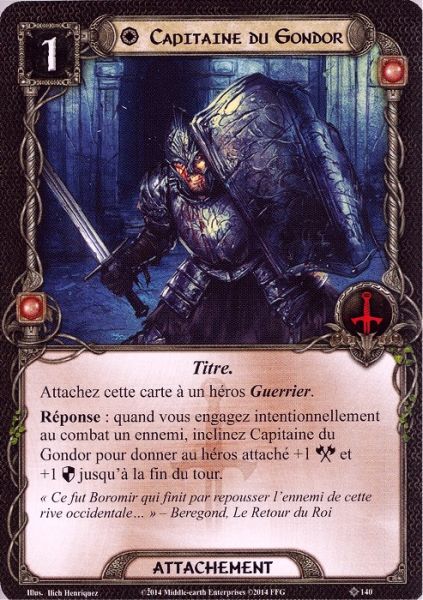 1
CAPITAINE DU GONDOR
Titre.
Attachez cette carte à un héros Guerrier.
Réponse : quand vous engagez intentionnellement
au combat un ennemi, inclinez Capitaine du
Gondor pour donner au héros attaché +1 et
+1 jusqu'à la fin du tour.
« Ce fut Boromir qui finit par repousser l'ennemi de cette
rive occidentale… » – Beregond, Le Retour du Roi
ATTACHEMENT
Illus. Ilich Henriquez
©2014 Middle-earth Enterprises ©2014 FFG
140